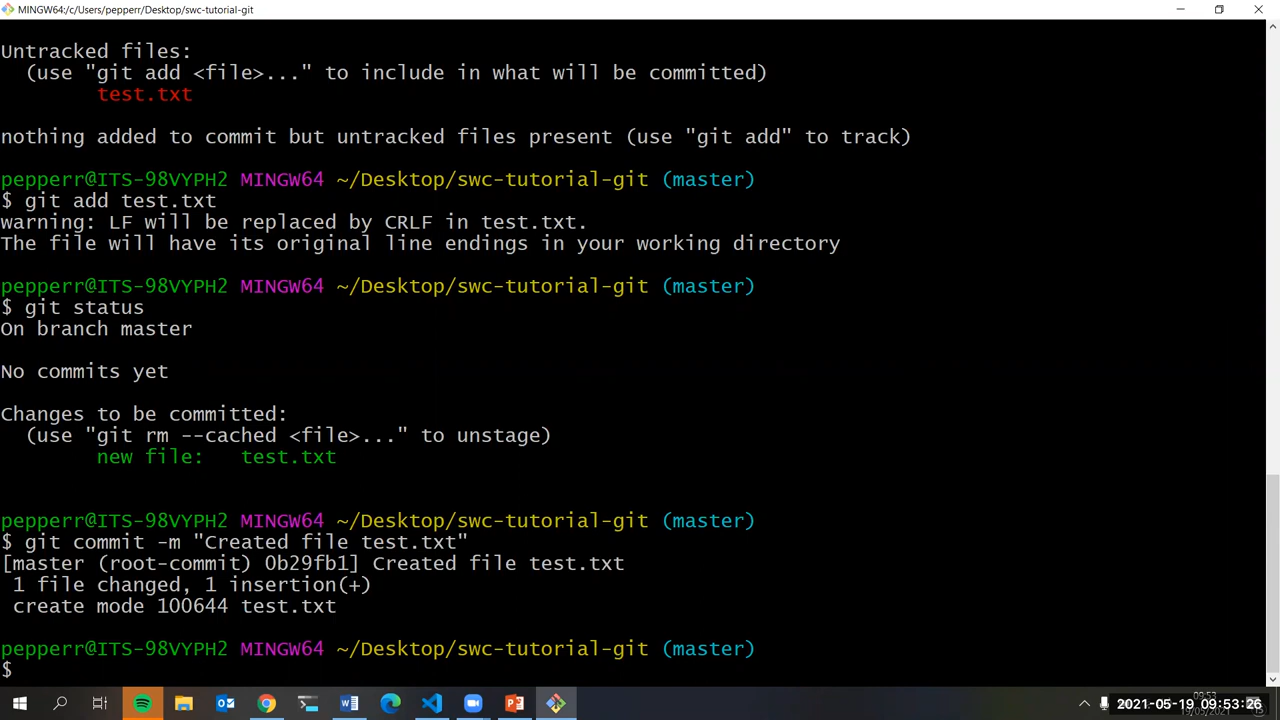 MINGW64:/c/Users/pepperr/Desktop/swc-tutorial-git
Untracked files:
  (use "git add <file>..." to include in what will be committed)
        test.txt
nothing added to commit but untracked files present (use "git add" to track)
pepperr@ITS-98VYPH2 MINGW64 ~/Desktop/swc-tutorial-git (master)
$ git add test.txt
warning: LF will be replaced by CRLF in test.txt.
The file will have its original line endings in your working directory
pepperr@ITS-98VYPH2 MINGW64 ~/Desktop/swc-tutorial-git (master)
$ git status
On branch master
No commits yet
Changes to be committed:
  (use "git rm --cached <file>..." to unstage)
        new file:   test.txt
pepperr@ITS-98VYPH2 MINGW64 ~/Desktop/swc-tutorial-git (master)
$ git commit -m "Created file test.txt"
[master (root-commit) 0b29fb1] Created file test.txt
 1 file changed, 1 insertion(+)
 create mode 100644 test.txt
pepperr@ITS-98VYPH2 MINGW64 ~/Desktop/swc-tutorial-git (master)
$
09:53
2021-05-19 09:53:26
19/05/2021